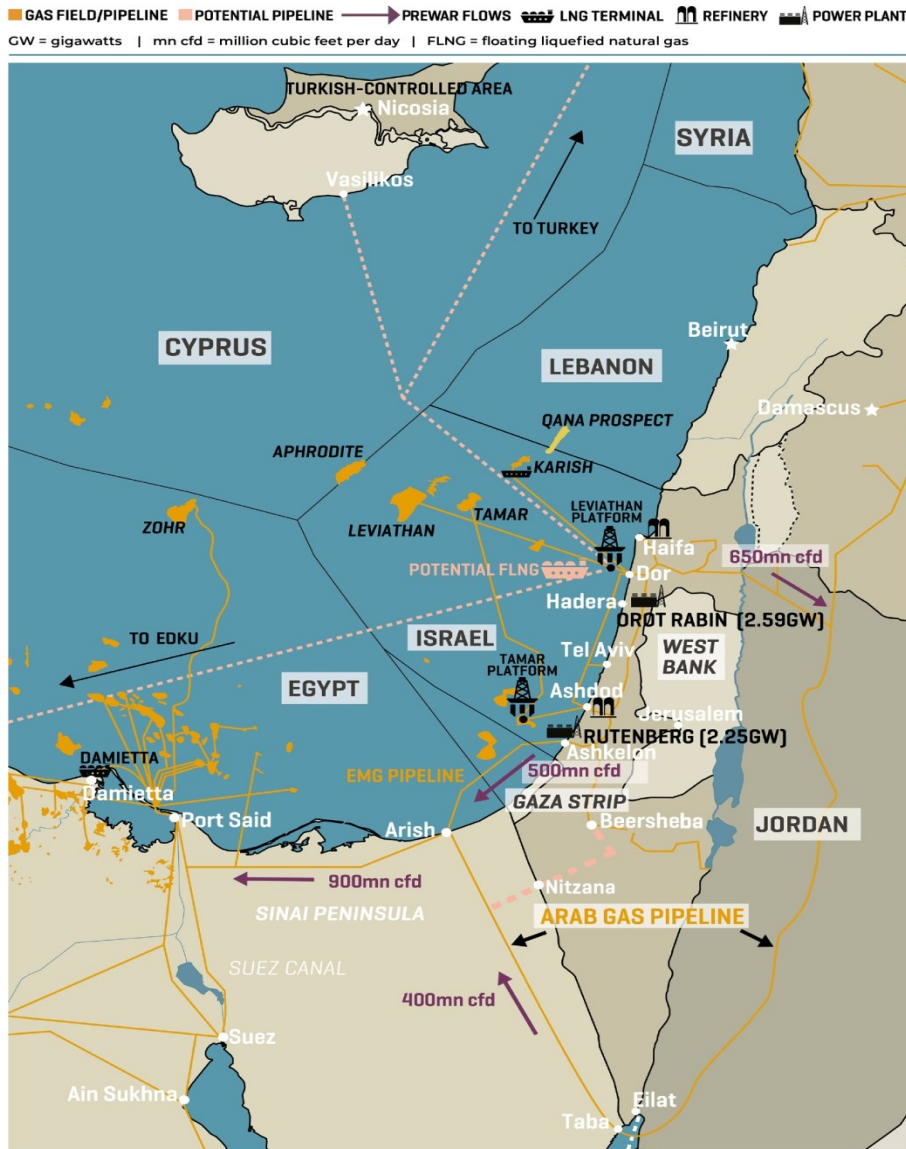 GAS FIELD/PIPELINE POTENTIAL PIPELINE PREWAR FLOWS LNG TERMINAL REFINERY POWER PLANT
GW = gigawatts | mn cfd = million cubic feet per day | FLNG = floating liquefied natural gas
TURKISH-CONTROLLED AREA
Nicosia
SYRIA
Vasilikos
TO TURKEY
CYPRUS
Beirut
LEBANON
Damascus
QANA PROSPECT
APHRODITE
KARISH
ZOHR
LEVIATHAN
TAMAR
LEVIATHAN
PLATFORM
Haifa
650mn cfd
POTENTIAL FLNG
Dor
Hadera
OROT RABIN (2.59GW)
TO EDKU
ISRAEL
WEST
BANK
Tel Aviv
TAMAR
PLATFORM
EGYPT
Ashdod
Jerusalem
RUTENBERG (2.25GW)
Ashkelon
DAMIETTA
Damietta
EMG PIPELINE
500mn cfd
GAZA STRIP
Port Said
Arish
Beersheba
JORDAN
900mn cfd
Nitzana
SINAI PENINSULA
ARAB GAS PIPELINE
SUEZ CANAL
400mn cfd
Suez
Ain Sukhna
Eilat
Taba